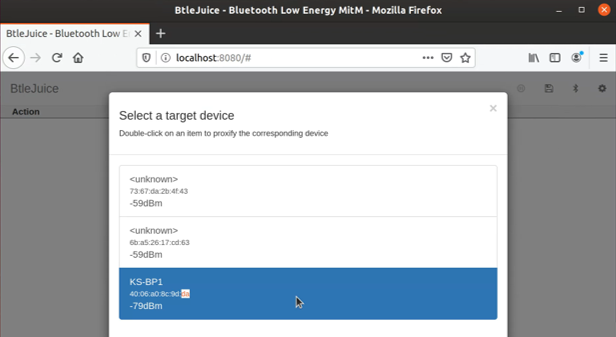 BtleJuice - Bluetooth Low Energy MitM - Mozilla Firefox
BtleJuice - Bluetooth Low E
localhost:8080/#
BtleJuice
Action
Select a target device
Double-click on an item to proxify the corresponding device
<unknown>
73:67:da:2b:4f:43
-59dBm
<unknown>
6b:a5:26:17:cd:63
-59dBm
KS-BP1
40:06:a0:8c:9d:da
-79dBm